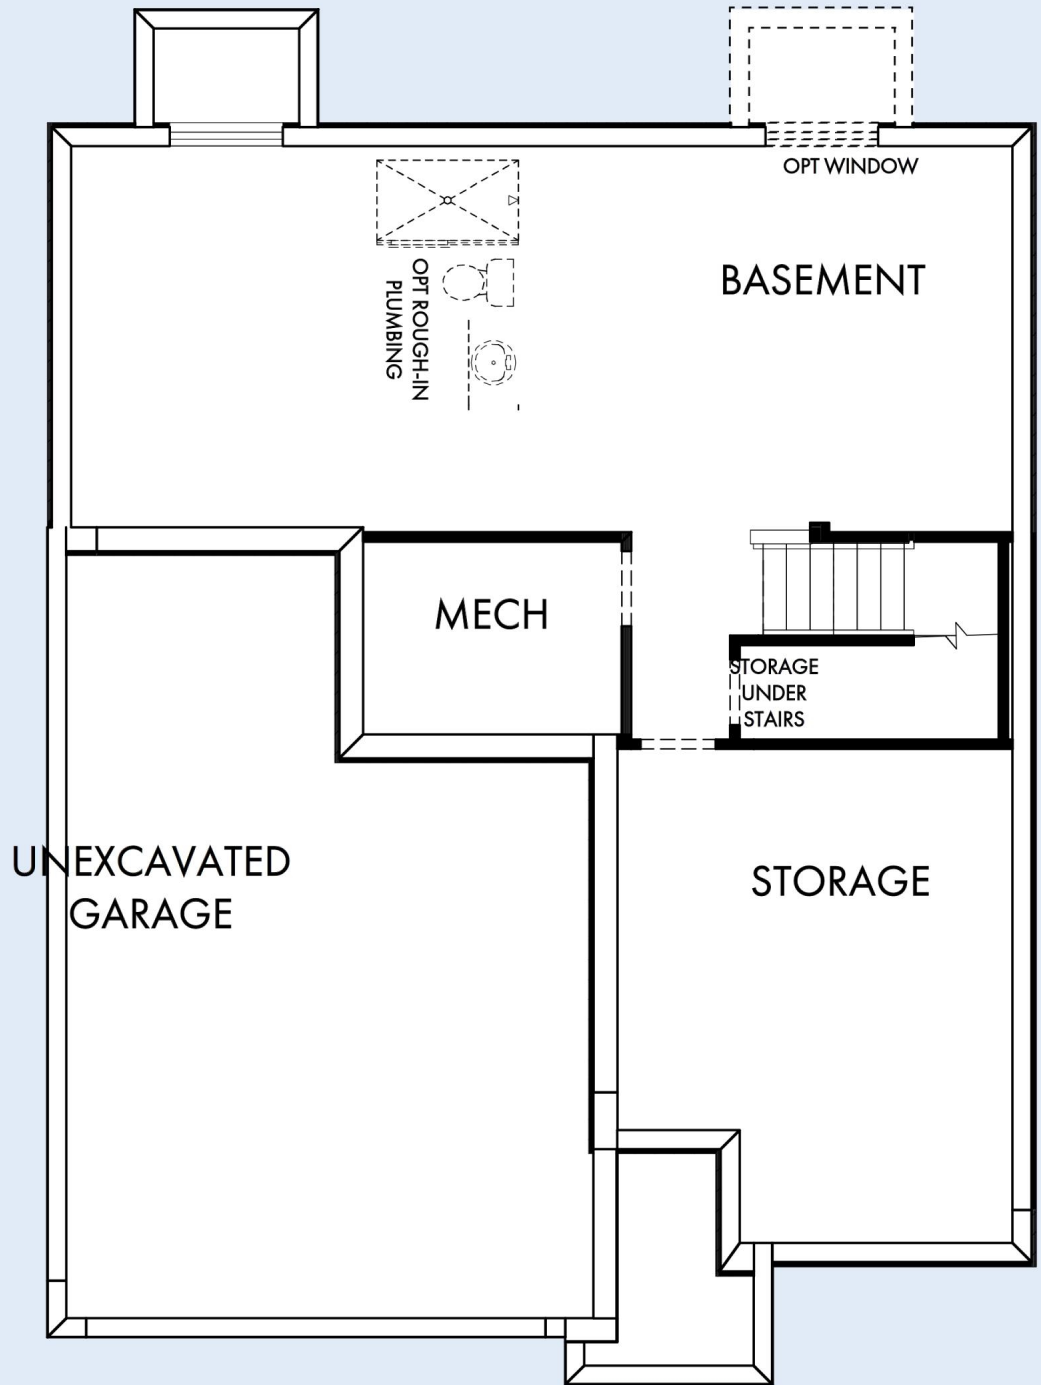 OPT WINDOW
BASEMENT
OPT ROUGH-IN
PLUMBING
MECH
STORAGE
UNDER
STAIRS
UNEXCAVATED
GARAGE
STORAGE